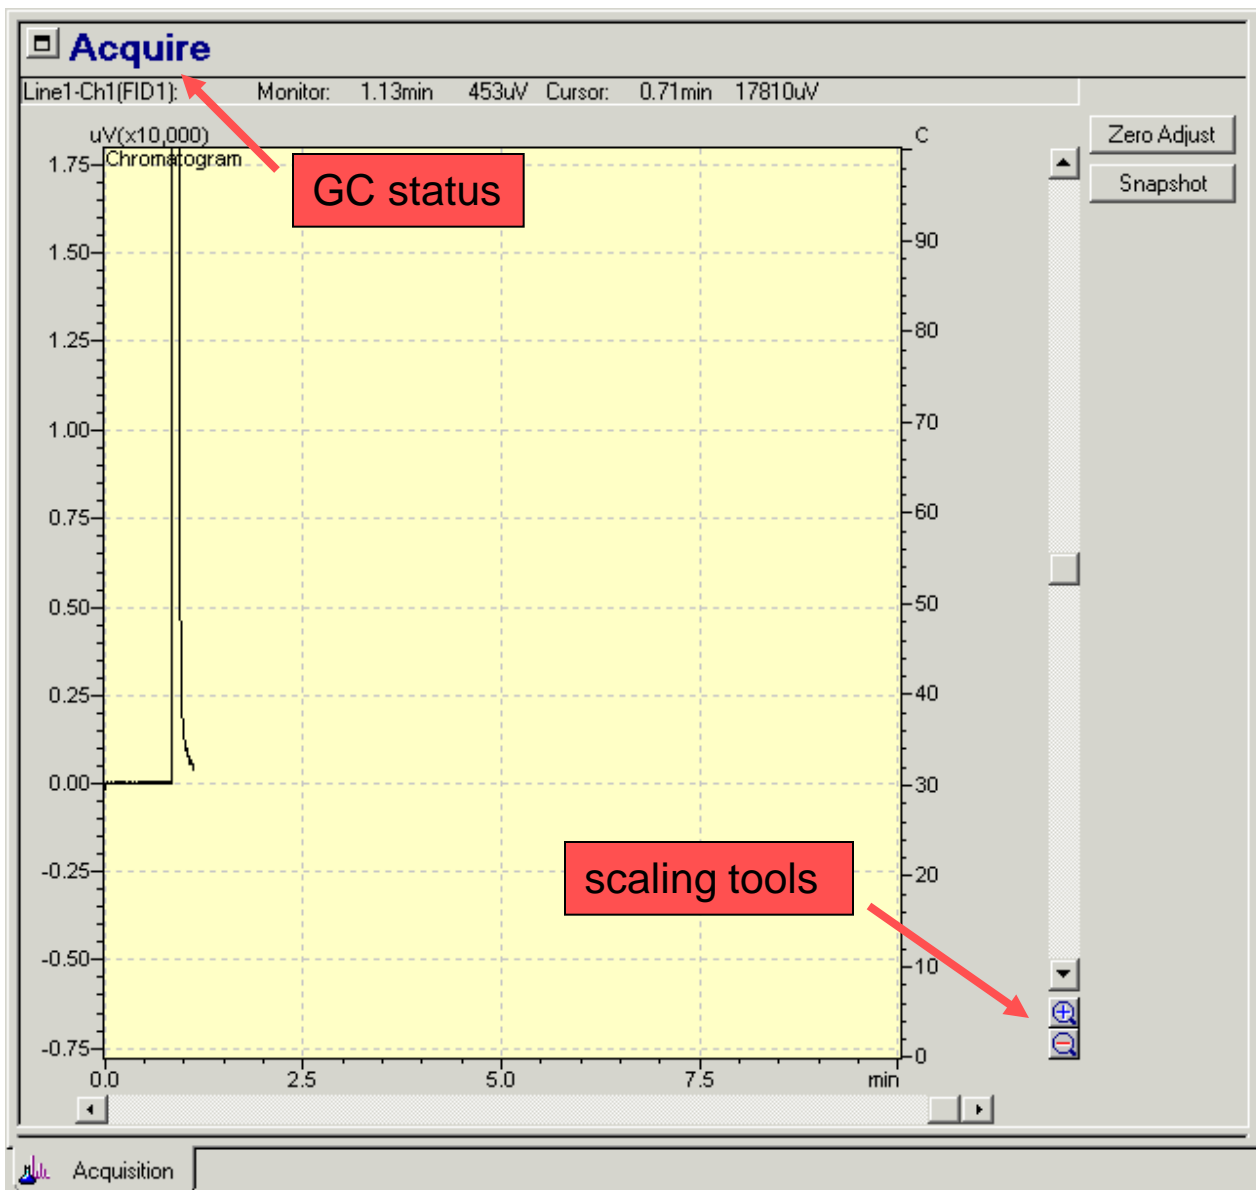 Acquire
Line1-Ch1(FID1): Monitor: 1.13min 453uV Cursor: 0.71min 17810uV
uV(x10,000)
C
Zero Adjust
Chromatogram
1.75
GC status
Snapshot
1.50
90
1.25
80
1.00
70
0.75
60
0.50
50
0.25
40
0.00
30
-0.25
scaling tools
20
-0.50
10
-0.75
0
0.0 2.5 5.0 7.5 min
Acquisition